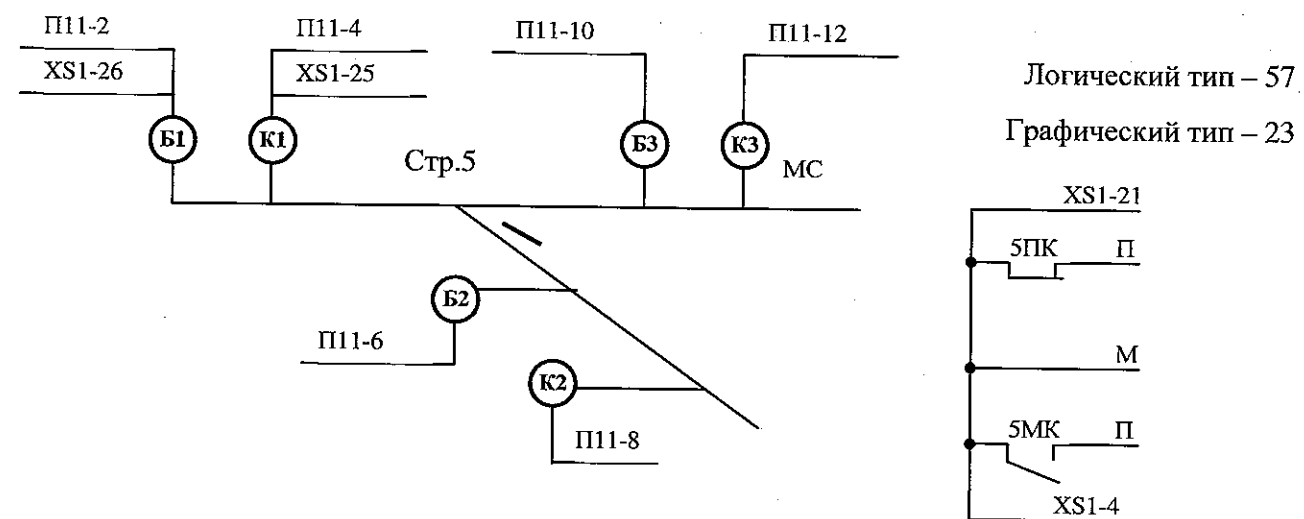 П11-2
П11-4
П11-10
П11-12
XS1-26
XS1-25
Логический тип – 57
Графический тип – 23
Б1
К1
Стр.5
Б3
К3
МС
XS1-21
5ПК
П
Б2
П11-6
М
К2
5МК
П
П11-8
XS1-4